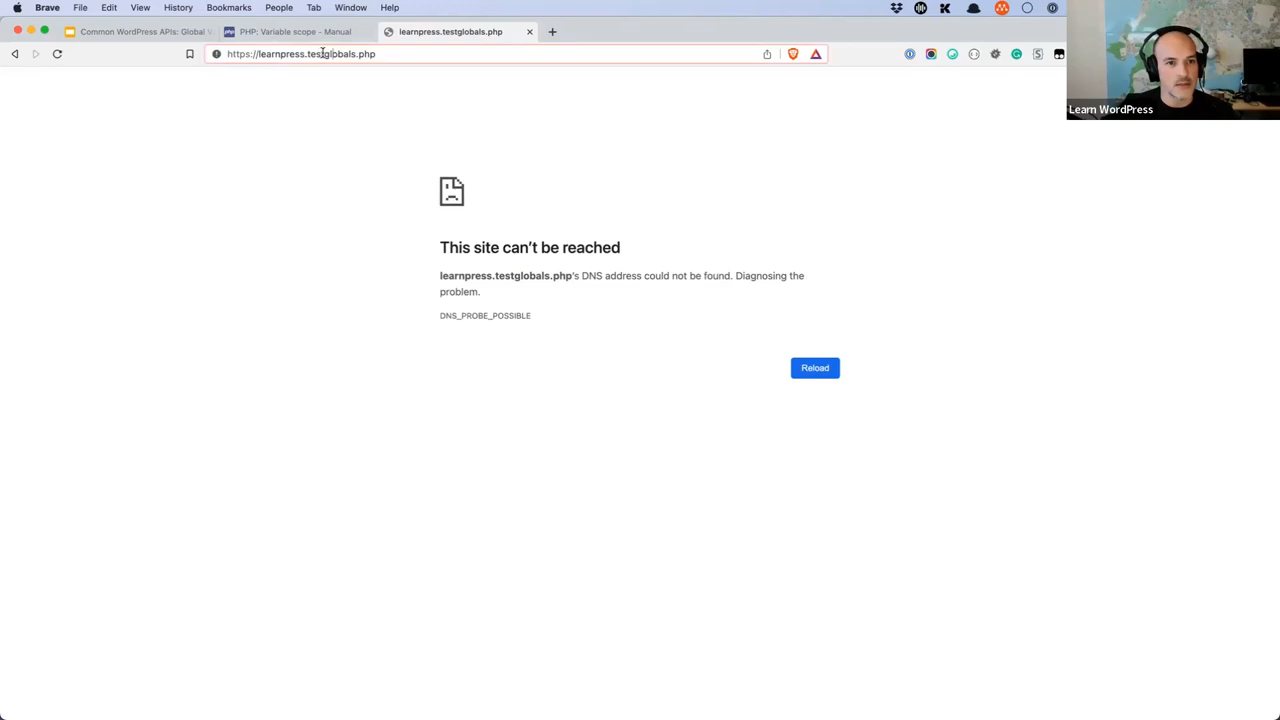 Brave File Edit View History Bookmarks People Tab Window Help
Common WordPress APIs: Global V
PHP: Variable scope - Manual
learnpress.testglobals.php
https://learnpress.testglobals.php
Learn WordPress
This site can't be reached
learnpress.testglobals.php's DNS address could not be found. Diagnosing the
problem.
DNS_PROBE_POSSIBLE
Reload